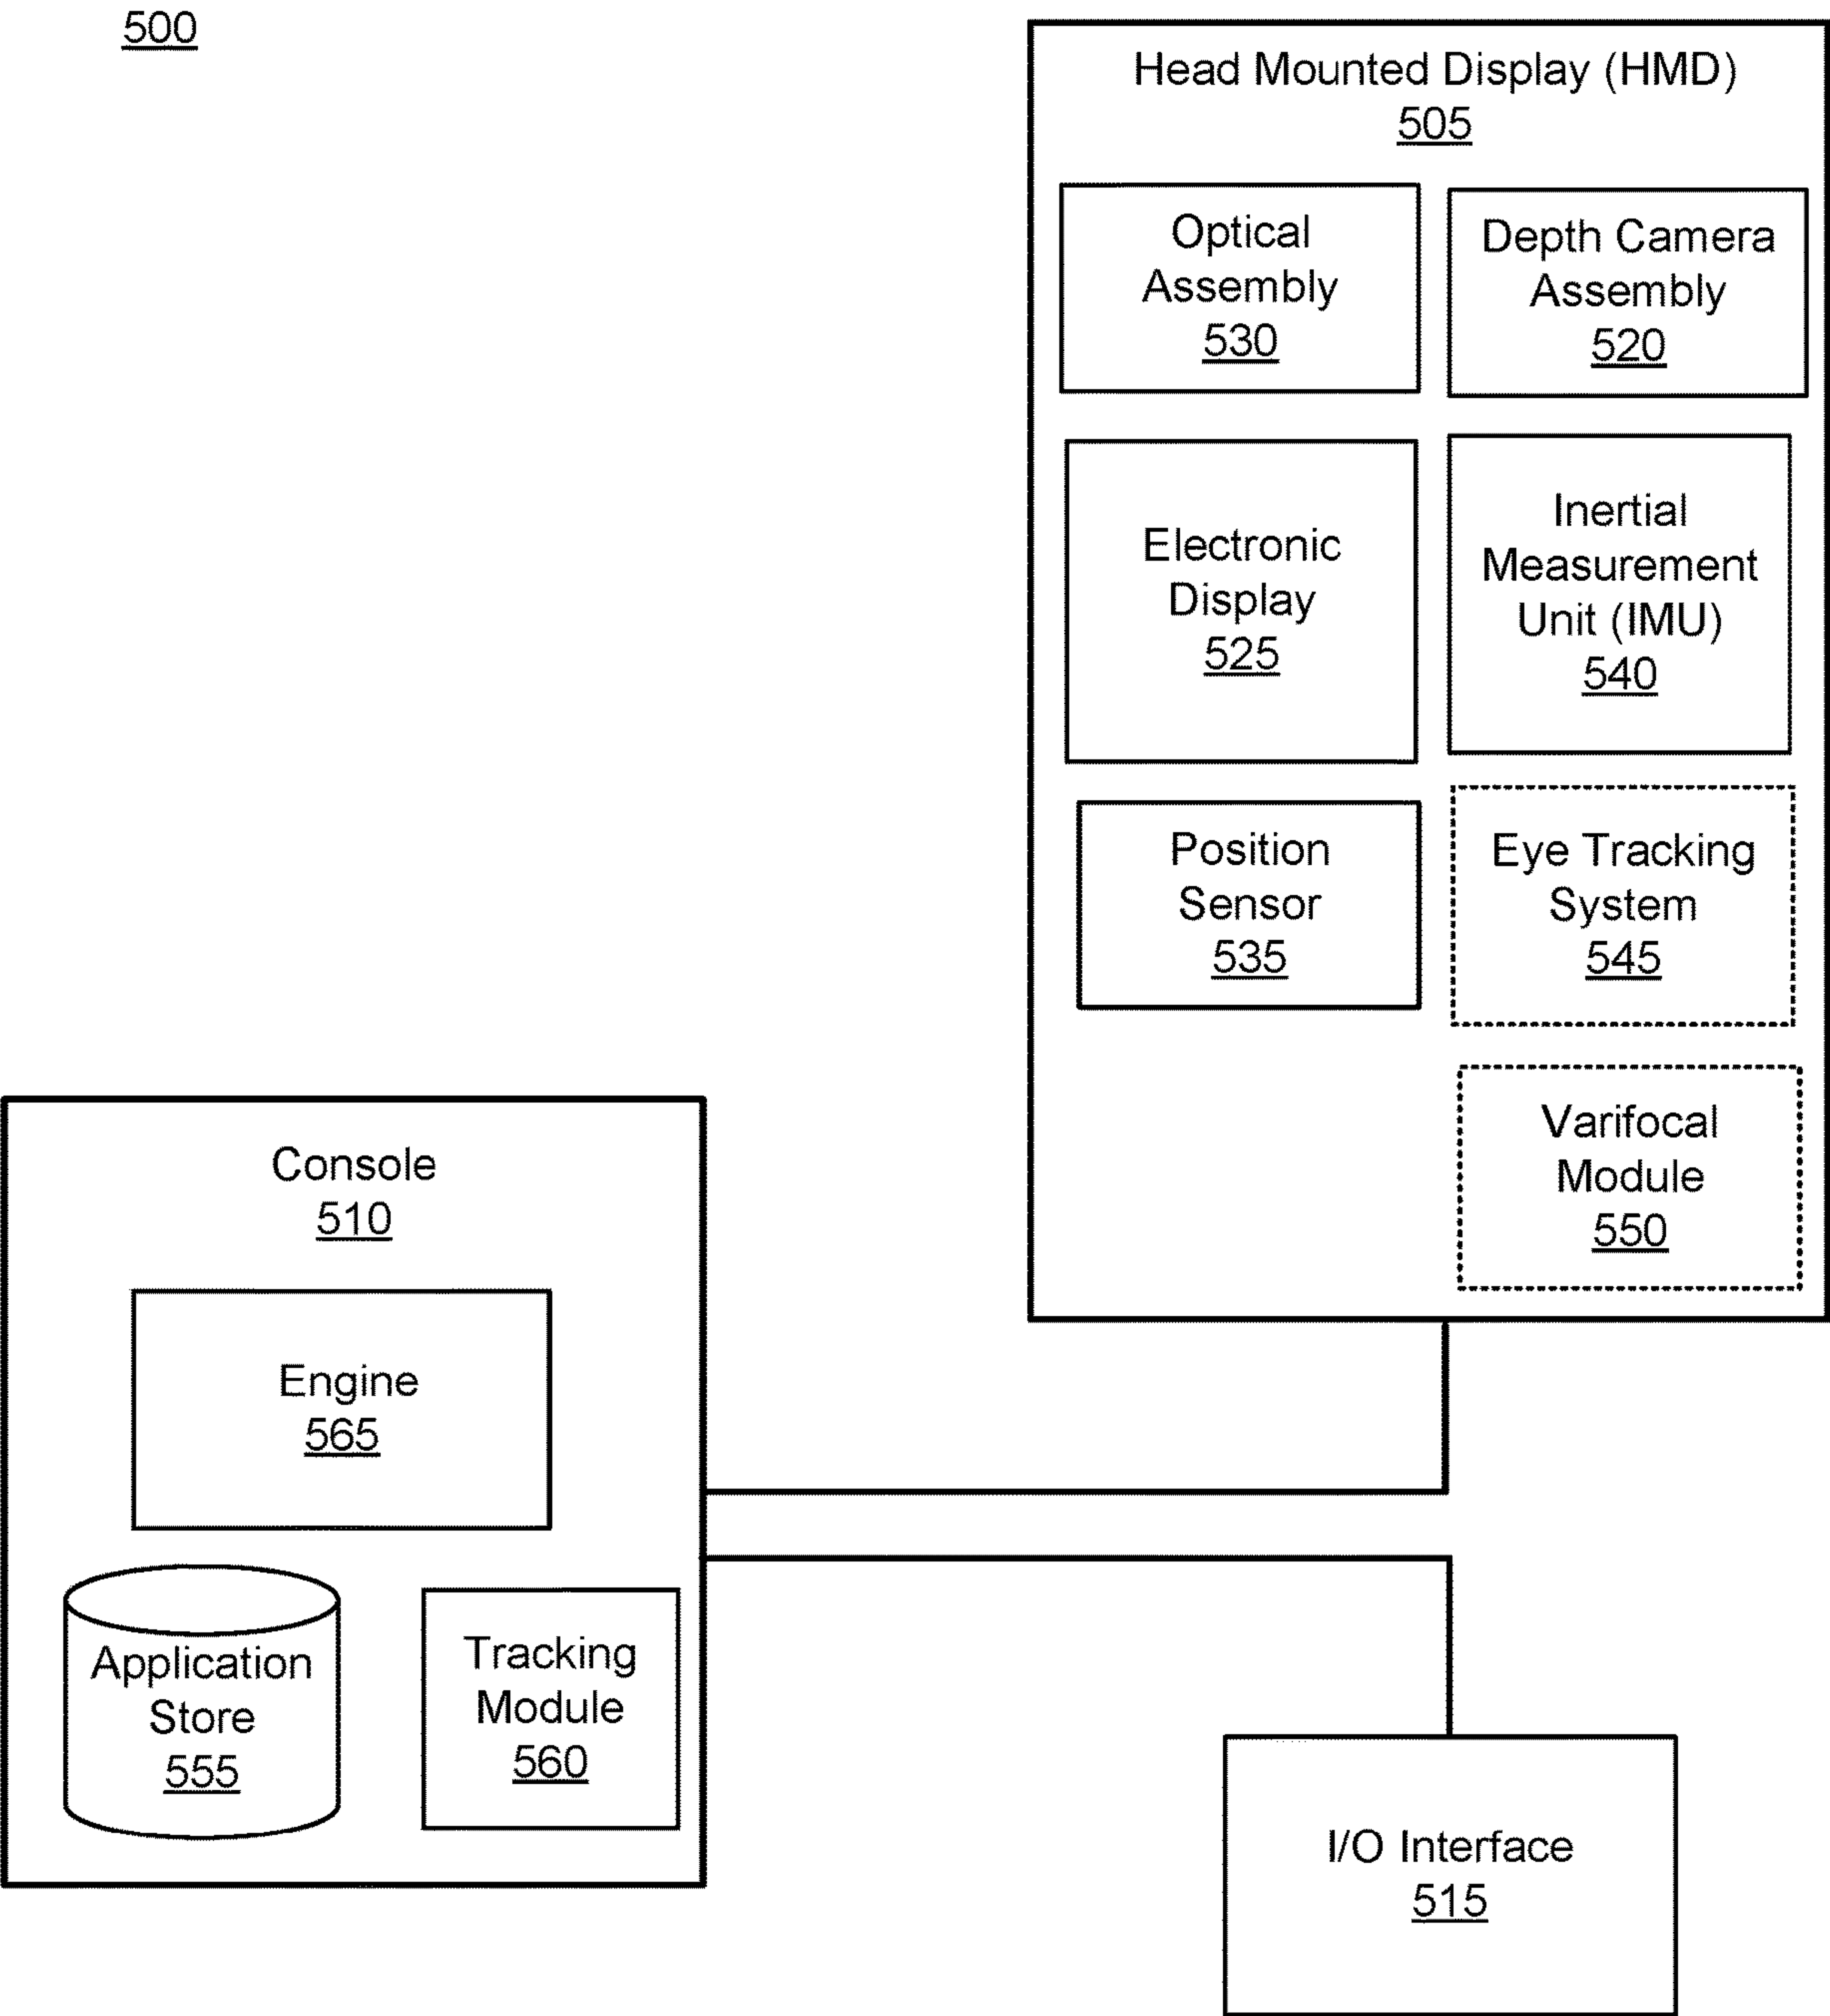 500
Head Mounted Display (HMD)
505
Optical
Assembly
530
Depth Camera
Assembly
520
Electronic
Display
525
Inertial
Measurement
Unit (IMU)
540
Position
Sensor
535
Eye Tracking
System
545
Varifocal
Module
550
Console
510
Engine
565
Application
Store
555
Tracking
Module
560
I/O Interface
515